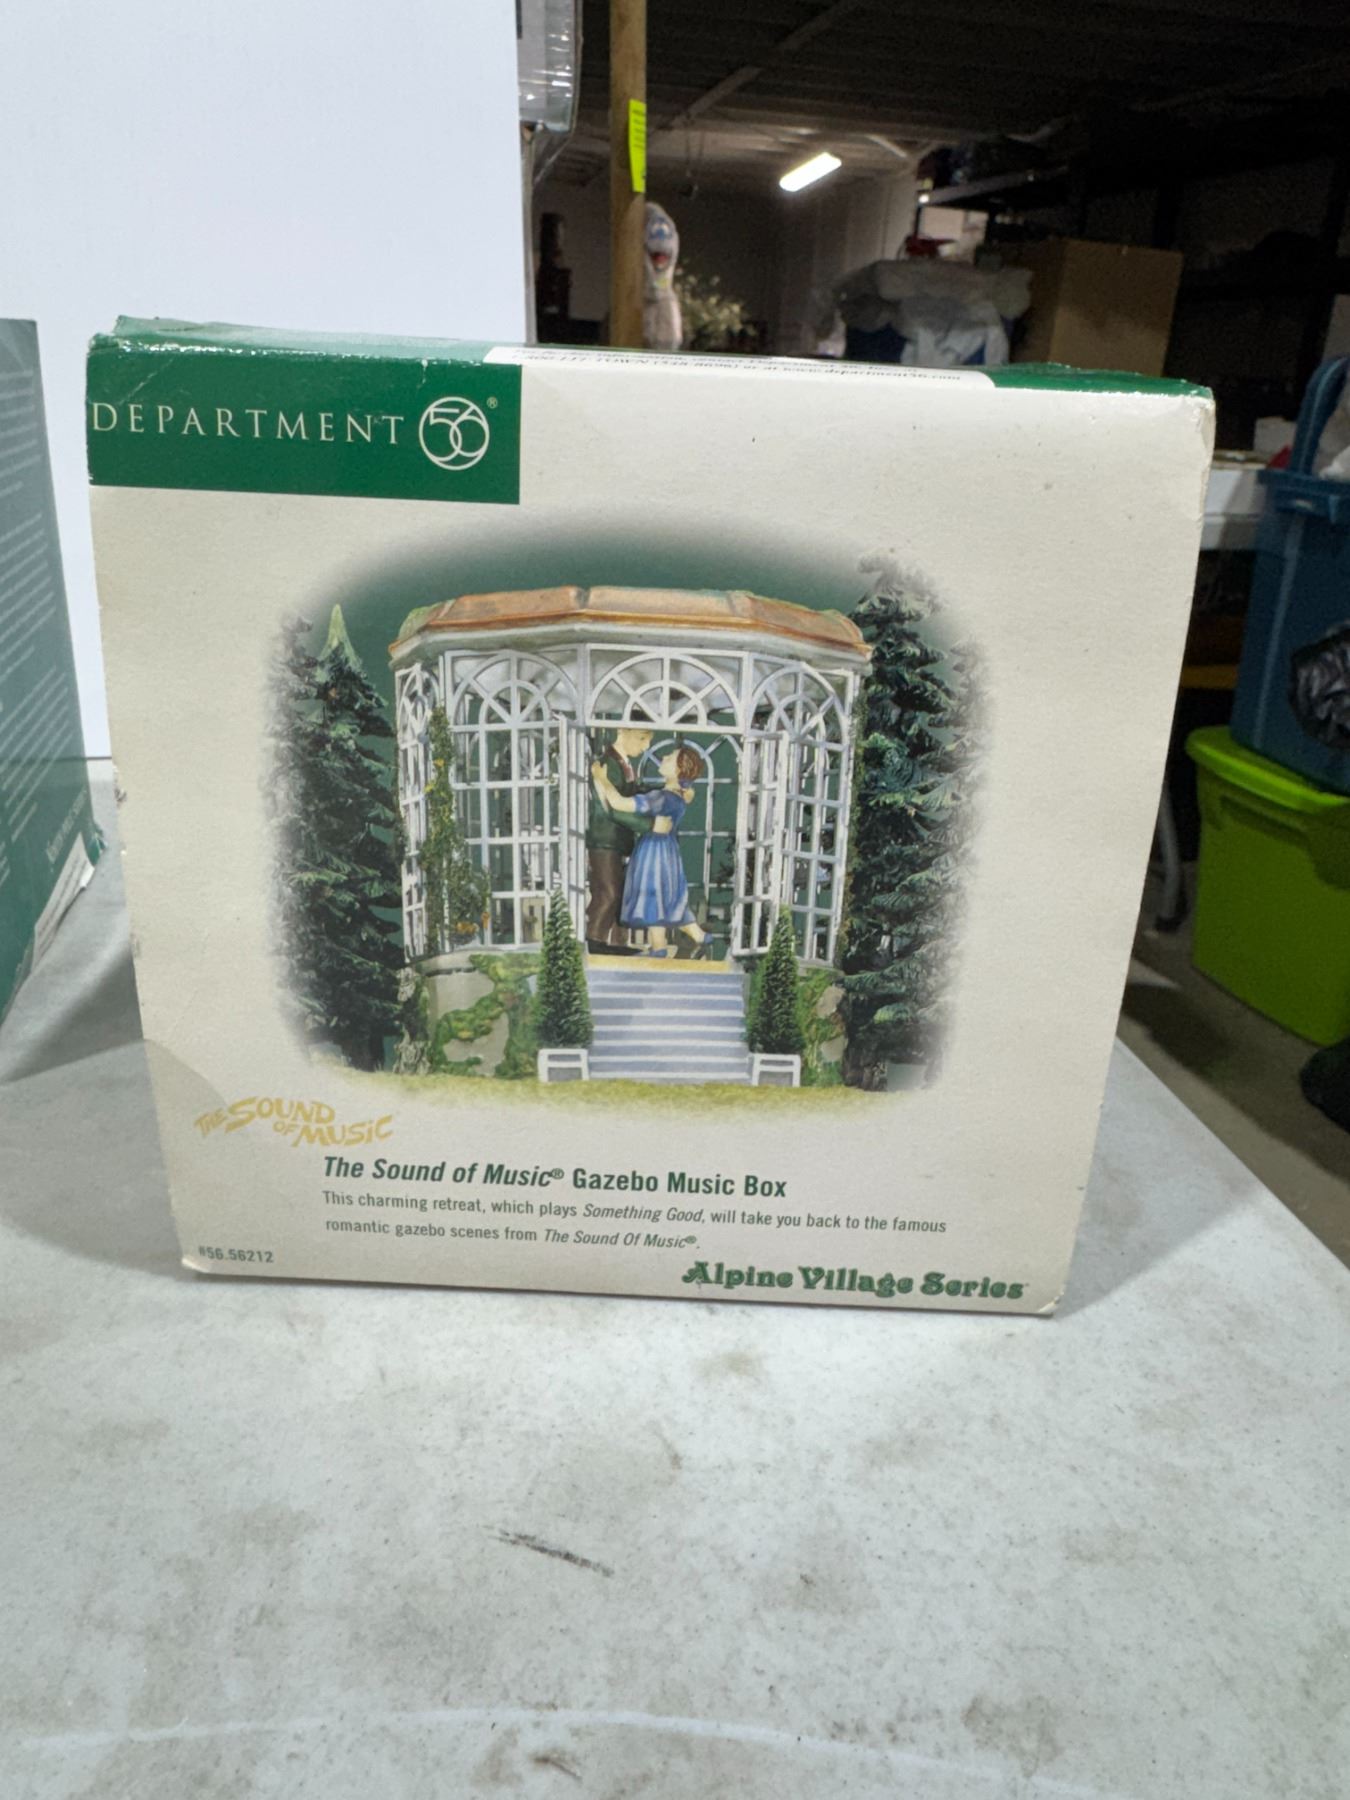 DEPARTMENT 56®
THE SOUND
OF MUSIC
The Sound of Music® Gazebo Music Box
This charming retreat, which plays Something Good, will take you back to the famous
romantic gazebo scenes from The Sound Of Music®.
#56.56212
Alpine Village Series